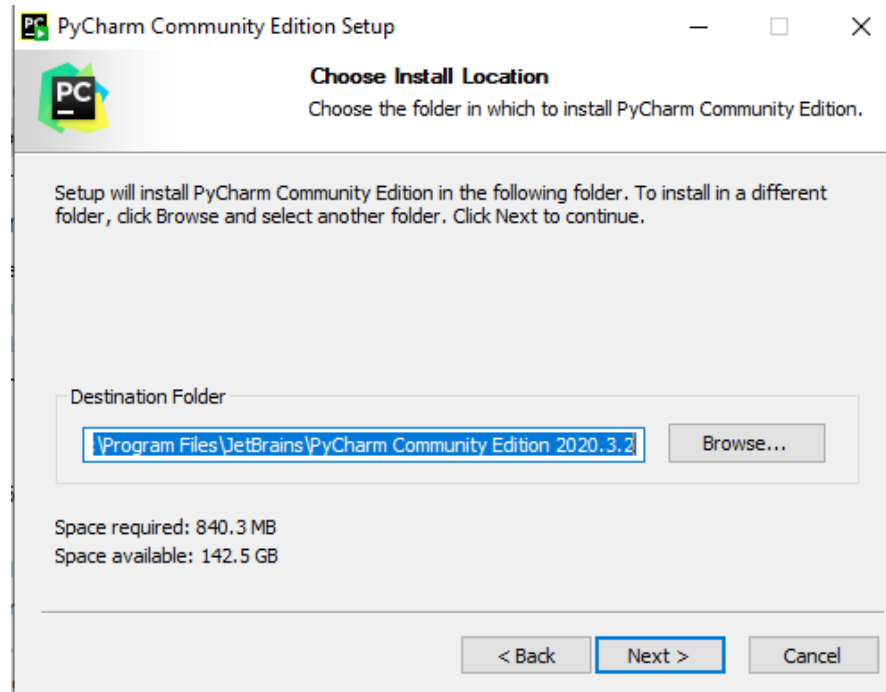 PyCharm Community Edition Setup
PC
Choose Install Location
Choose the folder in which to install PyCharm Community Edition.
Setup will install PyCharm Community Edition in the following folder. To install in a different
folder, click Browse and select another folder. Click Next to continue.
Destination Folder
:\Program Files\JetBrains\PyCharm Community Edition 2020.3.2
Browse...
Space required: 840.3 MB
Space available: 142.5 GB
< Back Next > Cancel